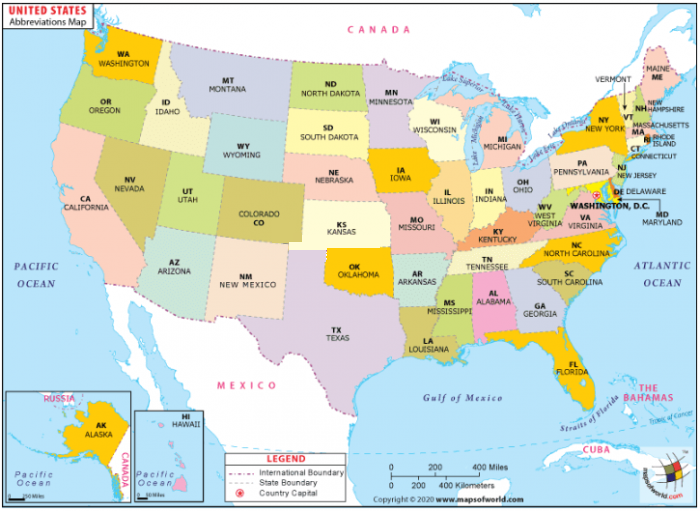 UNITED STATES
Abbreviations Map
CANADA
WA
WASHINGTON
MT
MONTANA
ND
NORTH DAKOTA
MN
MINNESOTA
Lake Superior
MAINE
ME
VERMONT
OR
OREGON
ID
IDAHO
SD
SOUTH DAKOTA
WI
WISCONSIN
Lake Michigan
Lake Huron
MI
MICHIGAN
Lake Ontario
Lake Erie
NY
NEW YORK
VT
NH
NEW
HAMPSHIRE
MASSACHUSETTS
MA
RI
RHODE
ISLAND
CT
CONNECTICUT
WY
WYOMING
NE
NEBRASKA
IA
IOWA
IL
ILLINOIS
IN
INDIANA
OH
OHIO
PA
PENNSYLVANIA
NJ
NEW JERSEY
DE DELAWARE
WASHINGTON, D.C.
MD
MARYLAND
NV
NEVADA
UT
UTAH
COLORADO
CO
KS
KANSAS
MO
MISSOURI
KY
KENTUCKY
WV
WEST
VIRGINIA
VA
VIRGINIA
CA
CALIFORNIA
AZ
ARIZONA
NM
NEW MEXICO
OK
OKLAHOMA
AR
ARKANSAS
TN
TENNESSEE
NC
NORTH CAROLINA
SC
SOUTH CAROLINA
PACIFIC
OCEAN
ATLANTIC
OCEAN
TX
TEXAS
LA
LOUISIANA
MS
MISSISSIPPI
AL
ALABAMA
GA
GEORGIA
FL
FLORIDA
MEXICO
Gulf of Mexico
Straits of Florida
THE
BAHAMAS
Tropic of Cancer
CUBA
RUSSIA
AK
ALASKA
CANADA
Pacific
Ocean
250 Miles
HI
HAWAII
Pacific
Ocean
50 Miles
LEGEND
International Boundary
State Boundary
Country Capital
0 200 400 Miles
0 200 400 Kilometers
Copyright © 2020 www.mapsofworld.com
mapsofworld.com